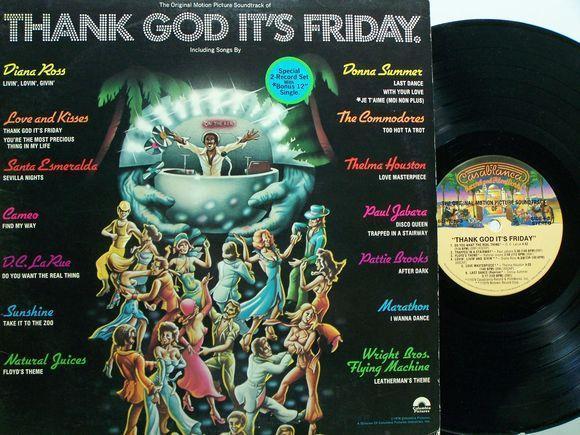 The Original Motion Picture Soundtrack of
THANK GOD IT'S FRIDAY.
Including Songs By
Diana Ross
LIVIN', LOVIN', GIVIN'
Love and Kisses
THANK GOD IT'S FRIDAY
YOU'RE THE MOST PRECIOUS
THING IN MY LIFE
Santa Esmeralda
SEVILLA NIGHTS
Cameo
FIND MY WAY
D.C. LaRue
DO YOU WANT THE REAL THING
Sunshine
TAKE IT TO THE ZOO
Natural Juices
FLOYD'S THEME
Special
2-Record Set
With
*Bonus 12"
Single.
ON THE AIR
Donna Summer
LAST DANCE
WITH YOUR LOVE
*JE T'AIME (MOI NON PLUS)
The Commodores
TOO HOT TA TROT
Thelma Houston
LOVE MASTERPIECE
Paul Jabara
DISCO QUEEN
TRAPPED IN A STAIRWAY
Pattie Brooks
AFTER DARK
Marathon
I WANNA DANCE
Wright Bros.
Flying Machine
LEATHERMAN'S THEME
Columbia
Pictures
Casablanca
THE ORIGINAL MOTION PICTURE SOUNDTRACK
OF
"THANK GOD IT'S FRIDAY"